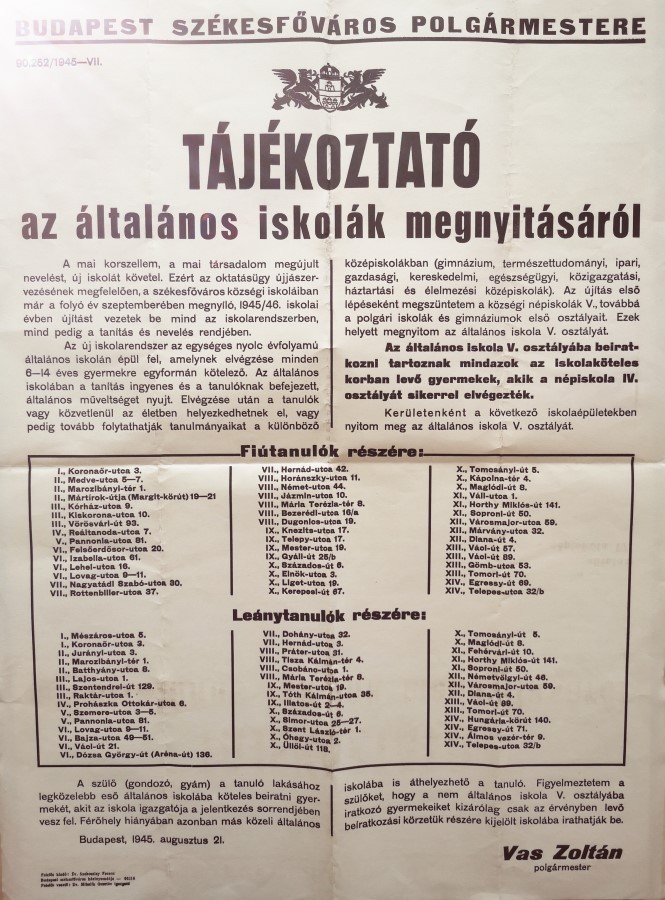 BUDAPEST SZÉKESFŐVÁROS POLGÁRMESTERE
90.252/1945—VII.
TÁJÉKOZTATÓ
az általános iskolák megnyitásáról
A mai korszellem, a mai társadalom megújult
nevelést, új iskolát követel. Ezért az oktatásügy újjászer-
vezésének megfelelően, a székesfőváros községi iskoláiban
már a folyó év szeptemberében megnyíló, 1945/46. iskolai
évben újítást vezetek be mind az iskolarendszerben,
mind pedig a tanítás és nevelés rendjében.
Az új iskolarendszer az egységes nyolc évfolyamú
általános iskolán épül fel, amelynek elvégzése minden
6—14 éves gyermekre egyformán kötelező. Az általános
iskolában a tanítás ingyenes és a tanulóknak befejezett,
általános műveltséget nyujt. Elvégzése után a tanulók
vagy közvetlenül az életben helyezkedhetnek el, vagy
pedig tovább folytathatják tanulmányaikat a különböző
középiskolákban (gimnázium, természettudományi, ipari,
gazdasági, kereskedelmi, egészségügyi, közigazgatási,
háztartási és élelmezési középiskolák). Az újítás első
lépéseként megszüntetem a községi népiskolák V., továbbá
a polgári iskolák és gimnáziumok első osztályait. Ezek
helyett megnyitom az általános iskola V. osztályát.
Az általános iskola V. osztályába beirat-
kozni tartoznak mindazok az iskolaköteles
korban levő gyermekek, akik a népiskola IV.
osztályát sikerrel elvégezték.
Kerületenként a következő iskolaépületekben
nyitom meg az általános iskola V. osztályát.
Fiútanulók részére:
I., Koronaőr-utca 3.
II., Medve-utca 5—7.
II., Marczibányi-tér 1.
II., Mártírok-útja (Margit-körút) 19—21
III., Kórház-utca 9.
III., Kiskorona-utca 10.
III., Vörösvári-út 93.
IV., Reáltanoda-utca 7.
V., Pannonia-utca 81.
VI., Felsőerdősor-utca 20.
VI., Izabella-utca 61.
VI., Lehel-utca 16.
VI., Lovag-utca 9—11.
VII., Nagyatádi Szabó-utca 30.
VII., Rottenbiller-utca 37.
VII., Hernád-utca 42.
VIII., Horánszky-utca 11.
VIII., Német-utca 44.
VIII., Jázmin-utca 10.
VIII., Mária Terézia-tér 8.
VIII., Bezerédi-utca 16/a
VIII., Dugonics-utca 19.
IX., Knezits-utca 17.
IX., Telepy-utca 17.
IX., Mester-utca 19.
IX., Gyáli-út 25/b
X., Százados-út 6.
X., Elnök-utca 3.
X., Liget-utca 19.
X., Kerepesi-út 67.
X., Tomcsányi-út 5.
X., Kápolna-tér 4.
X., Maglódi-út 8.
XI., Váli-utca 1.
XI., Horthy Miklós-út 141.
XI., Soproni-út 50.
XII., Városmajor-utca 59.
XII., Márvány-utca 32.
XII., Diana-út 4.
XIII., Váci-út 57.
XIII., Váci-út 89.
XIII., Gömb-utca 53.
XIII., Tomori-út 70.
XIV., Egressy-út 69.
XIV., Telepes-utca 32/b
Leánytanulók részére:
I., Mészáros-utca 5.
I., Koronaőr-utca 3.
II., Jurányi-utca 3.
II., Marczibányi-tér 1.
II., Batthyány-utca 8.
III., Lajos-utca 1.
III., Szentendrei-út 129.
III., Raktár-utca 1.
IV., Prohászka Ottokár-utca 6.
V., Szemere-utca 3—5.
V., Pannonia-utca 81.
VI., Lovag-utca 9—11.
VI., Bajza-utca 49—51.
VI., Váci-út 21.
VI., Dózsa György-út (Aréna-út) 136.
VII., Dohány-utca 32.
VII., Hernád-utca 3.
VIII., Práter-utca 31.
VIII., Tisza Kálmán-tér 4.
VIII., Csobánc-utca 1.
VIII., Mária Terézia-tér 8.
IX., Mester-utca 19.
IX., Tóth Kálmán-utca 35.
IX., Illatos-út 2—4.
X., Százados-út 6.
X., Simor-utca 25—27.
X., Szent László-tér 1.
X., Óhegy-utca 2.
X., Üllői-út 118.
X., Tomcsányi-út 5.
X., Maglódi-út 8.
XI., Fehérvári-út 10.
XI., Horthy Miklós-út 141.
XI., Soproni-út 50.
XII., Németvölgyi-út 46.
XII., Városmajor-utca 59.
XII., Diana-út 4.
XIII., Váci-út 89.
XIII., Tomori-út 70.
XIV., Hungária-körút 140.
XIV., Egressy-út 71.
XIV., Álmos vezér-tér 9.
XIV., Telepes-utca 32/b
A szülő (gondozó, gyám) a tanuló lakásához
legközelebb eső általános iskolába köteles beiratni gyer-
mekét, akit az iskola igazgatója a jelentkezés sorrendjében
vesz fel. Férőhely hiányában azonban más közeli általános
iskolába is áthelyezhető a tanuló. Figyelmeztetem a
szülőket, hogy a nem általános iskola V. osztályába
iratkozó gyermekeiket kizárólag csak az érvényben levő
beiratkozási körzetük részére kijelölt iskolába irathatják be.
Budapest, 1945. augusztus 21.
Vas Zoltán
polgármester